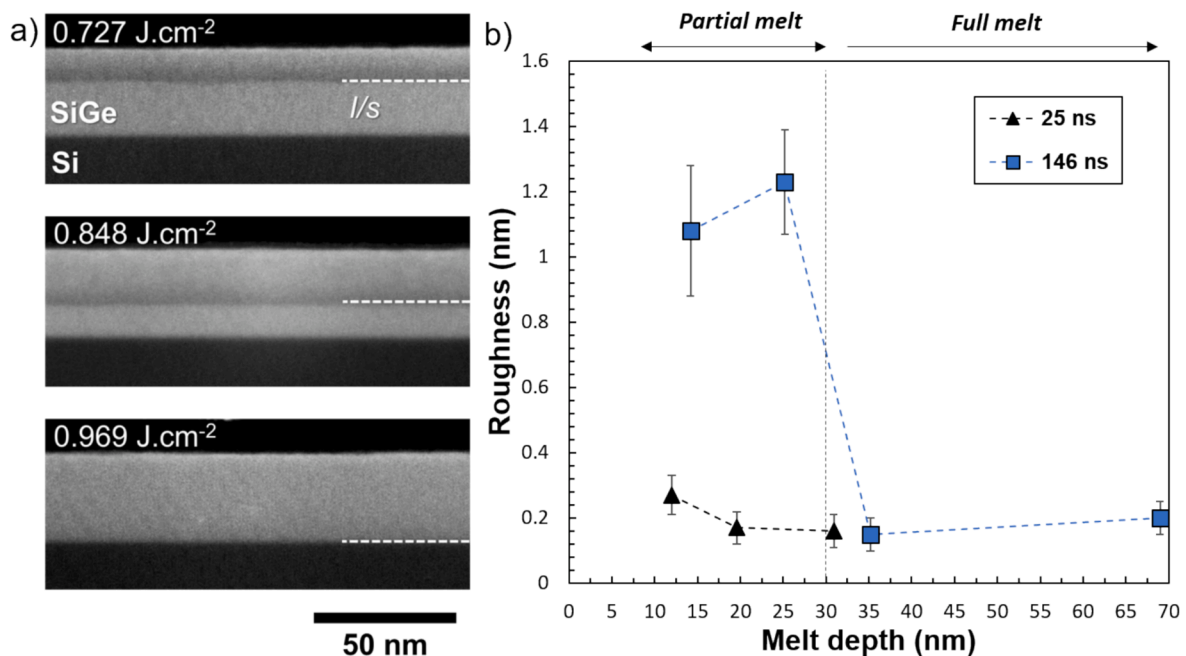 a)
0.727 J.cm-2
SiGe
l/s
Si
0.848 J.cm-2
0.969 J.cm-2
50 nm
b)
Partial melt
Full melt
Roughness (nm)
1.6
1.4
1.2
1
0.8
0.6
0.4
0.2
0
25 ns
146 ns
0 5 10 15 20 25 30 35 40 45 50 55 60 65 70
Melt depth (nm)